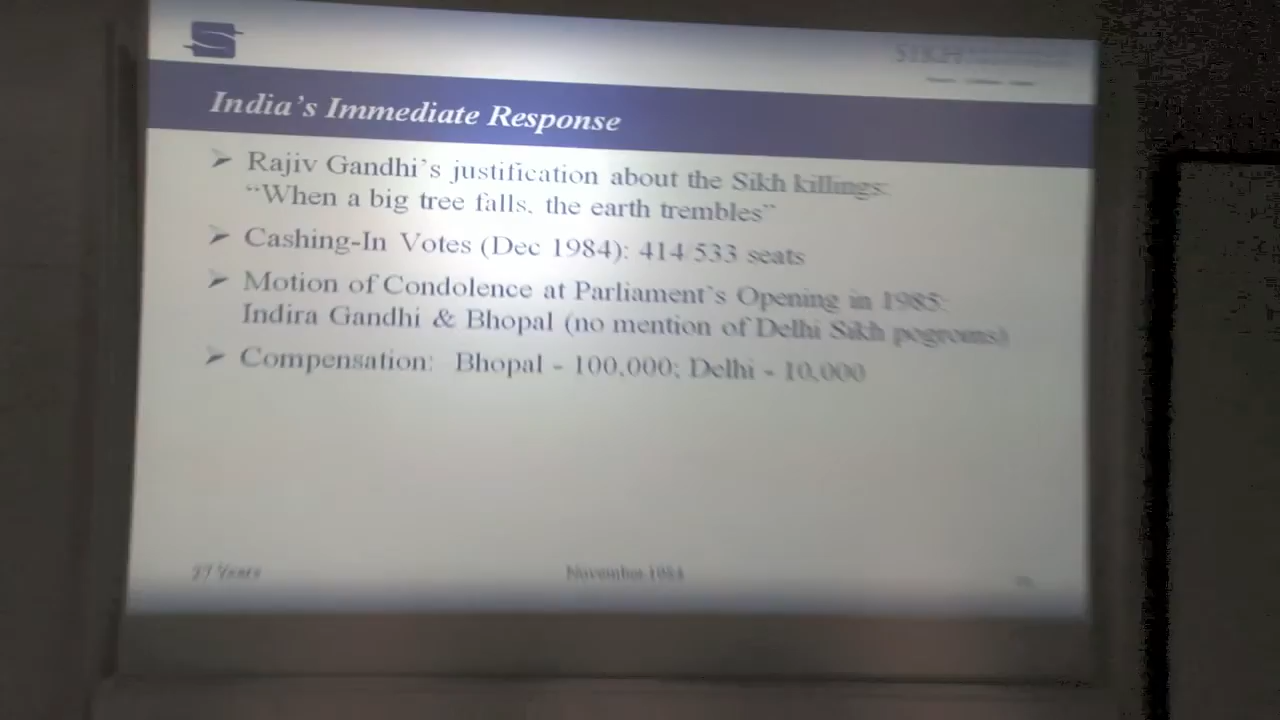 SIKH
India's Immediate Response
➢ Rajiv Gandhi's justification about the Sikh killings:
"When a big tree falls, the earth trembles"
➢ Cashing-In Votes (Dec 1984): 414/533 seats
➢ Motion of Condolence at Parliament's Opening in 1985:
Indira Gandhi & Bhopal (no mention of Delhi Sikh pogroms)
➢ Compensation: Bhopal - 100,000; Delhi - 10,000
Years
November 1984